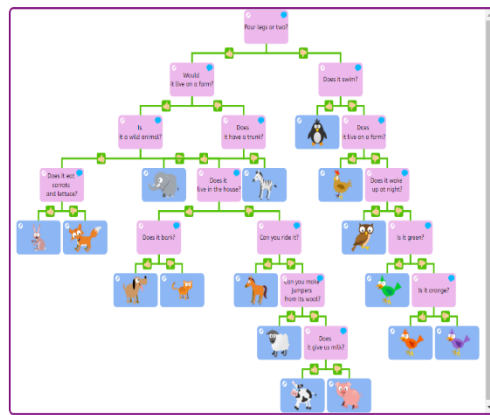 Four legs or two?
Would
it live on a farm?
Does it swim?
Is
it a wild animal?
Does
it have a trunk?
Does
it live on a farm?
Does it eat
carrots
and lettuce?
Does it
live in the house?
Does it wake
up at night?
Does it bark?
Can you ride it?
Is it green?
Can you make
jumpers
from its wool?
Is it orange?
Does
it give us milk?